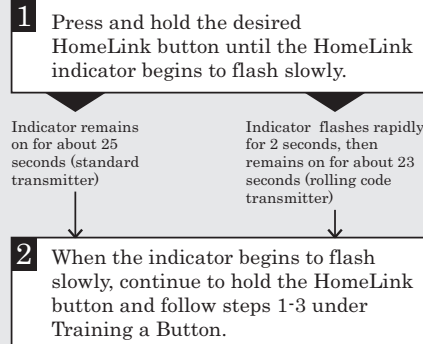 1
Press and hold the desired
HomeLink button until the HomeLink
indicator begins to flash slowly.
Indicator remains
on for about 25
seconds (standard
transmitter)
Indicator flashes rapidly
for 2 seconds, then
remains on for about 23
seconds (rolling code
transmitter)
2
When the indicator begins to flash
slowly, continue to hold the HomeLink
button and follow steps 1-3 under
Training a Button.